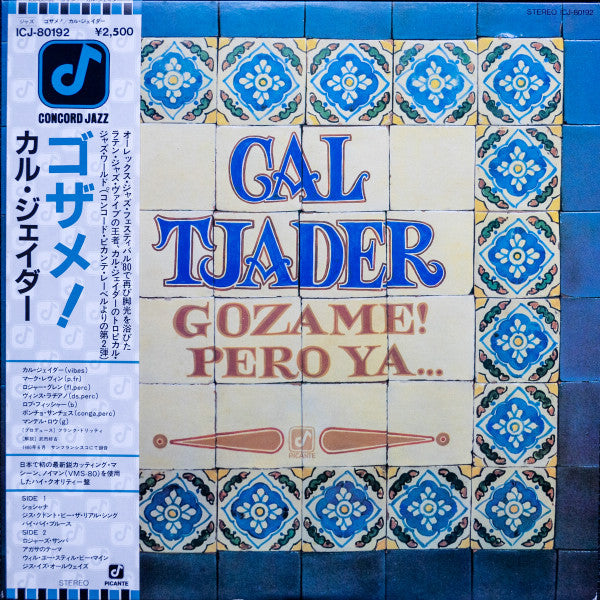 ジャズ ゴザメ!/カル・ジェイダー
ICJ-80192 ¥2,500
CONCORD JAZZ
ゴザメ!
カル・ジェイダー
オーレックス・ジャズ・フェスティバル'80で再び脚光を浴びた
ラテン・ジャズ・ヴァイブの王者、カル・ジェイダーのトロピカル・
ジャズ・ワールド(コンコード・ピカンテ・レーベルよりの第2弾)
カル・ジェイダー(vibes)
マーク・レヴィン(p,fr)
ロジャー・グレン(fl,perc)
ヴィンス・ラテアノ(ds,perc)
ロブ・フィッシャー(b)
ポンチョ・サンチェス(conga,perc)
マンデル・ロウ(g)
[プロデュース]フランク・ドリッティ
[解説]
1980年6月 サンフランシスコにて録音
日本で初の最新鋭カッティング・マ
シーン、ノイマン(VMS-80)を使用
したハイ・クオリティー盤
SIDE 1
ショシャナ
ジス・クドント・ビー・ザ・リアル・シング
バイ・バイ・ブルース
SIDE 2
ロジャーズ・サンバ
アガサのテーマ
ウィル・ユー・スティル・ビー・マイン
ジス・イズ・オールウェイズ
STEREO PICANTE
STEREO ICJ-80192
CAL
TJADER
GOZAME!
PERO YA...
PICANTE